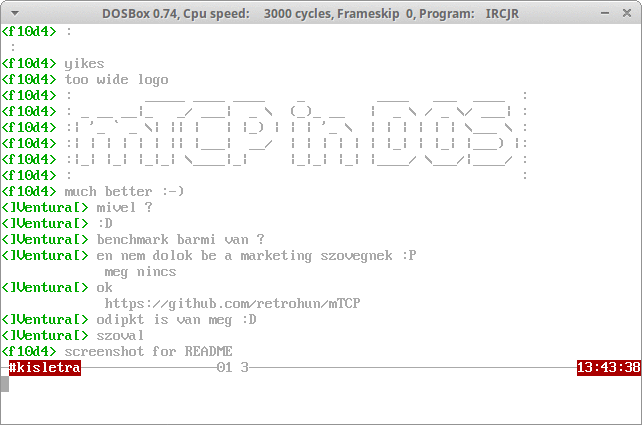 DOSBox 0.74, Cpu speed: 3000 cycles, Frameskip 0, Program: IRCJR
<f10d4> :
:
<f10d4> yikes
<f10d4> too wide logo
<f10d4> : :
<f10d4> : mTCP in DOS :
<f10d4> : :
<f10d4> : :
<f10d4> : :
<f10d4> : :
<f10d4> much better :-)
<]Ventura[> mivel ?
<]Ventura[> :D
<]Ventura[> benchmark barmi van ?
<]Ventura[> en nem dolok be a marketing szovegnek :P
meg nincs
<]Ventura[> ok
https://github.com/retrohun/mTCP
<]Ventura[> odipkt is van meg :D
<]Ventura[> szoval
<f10d4> screenshot for README
#kisletra 01 3 13:43:38